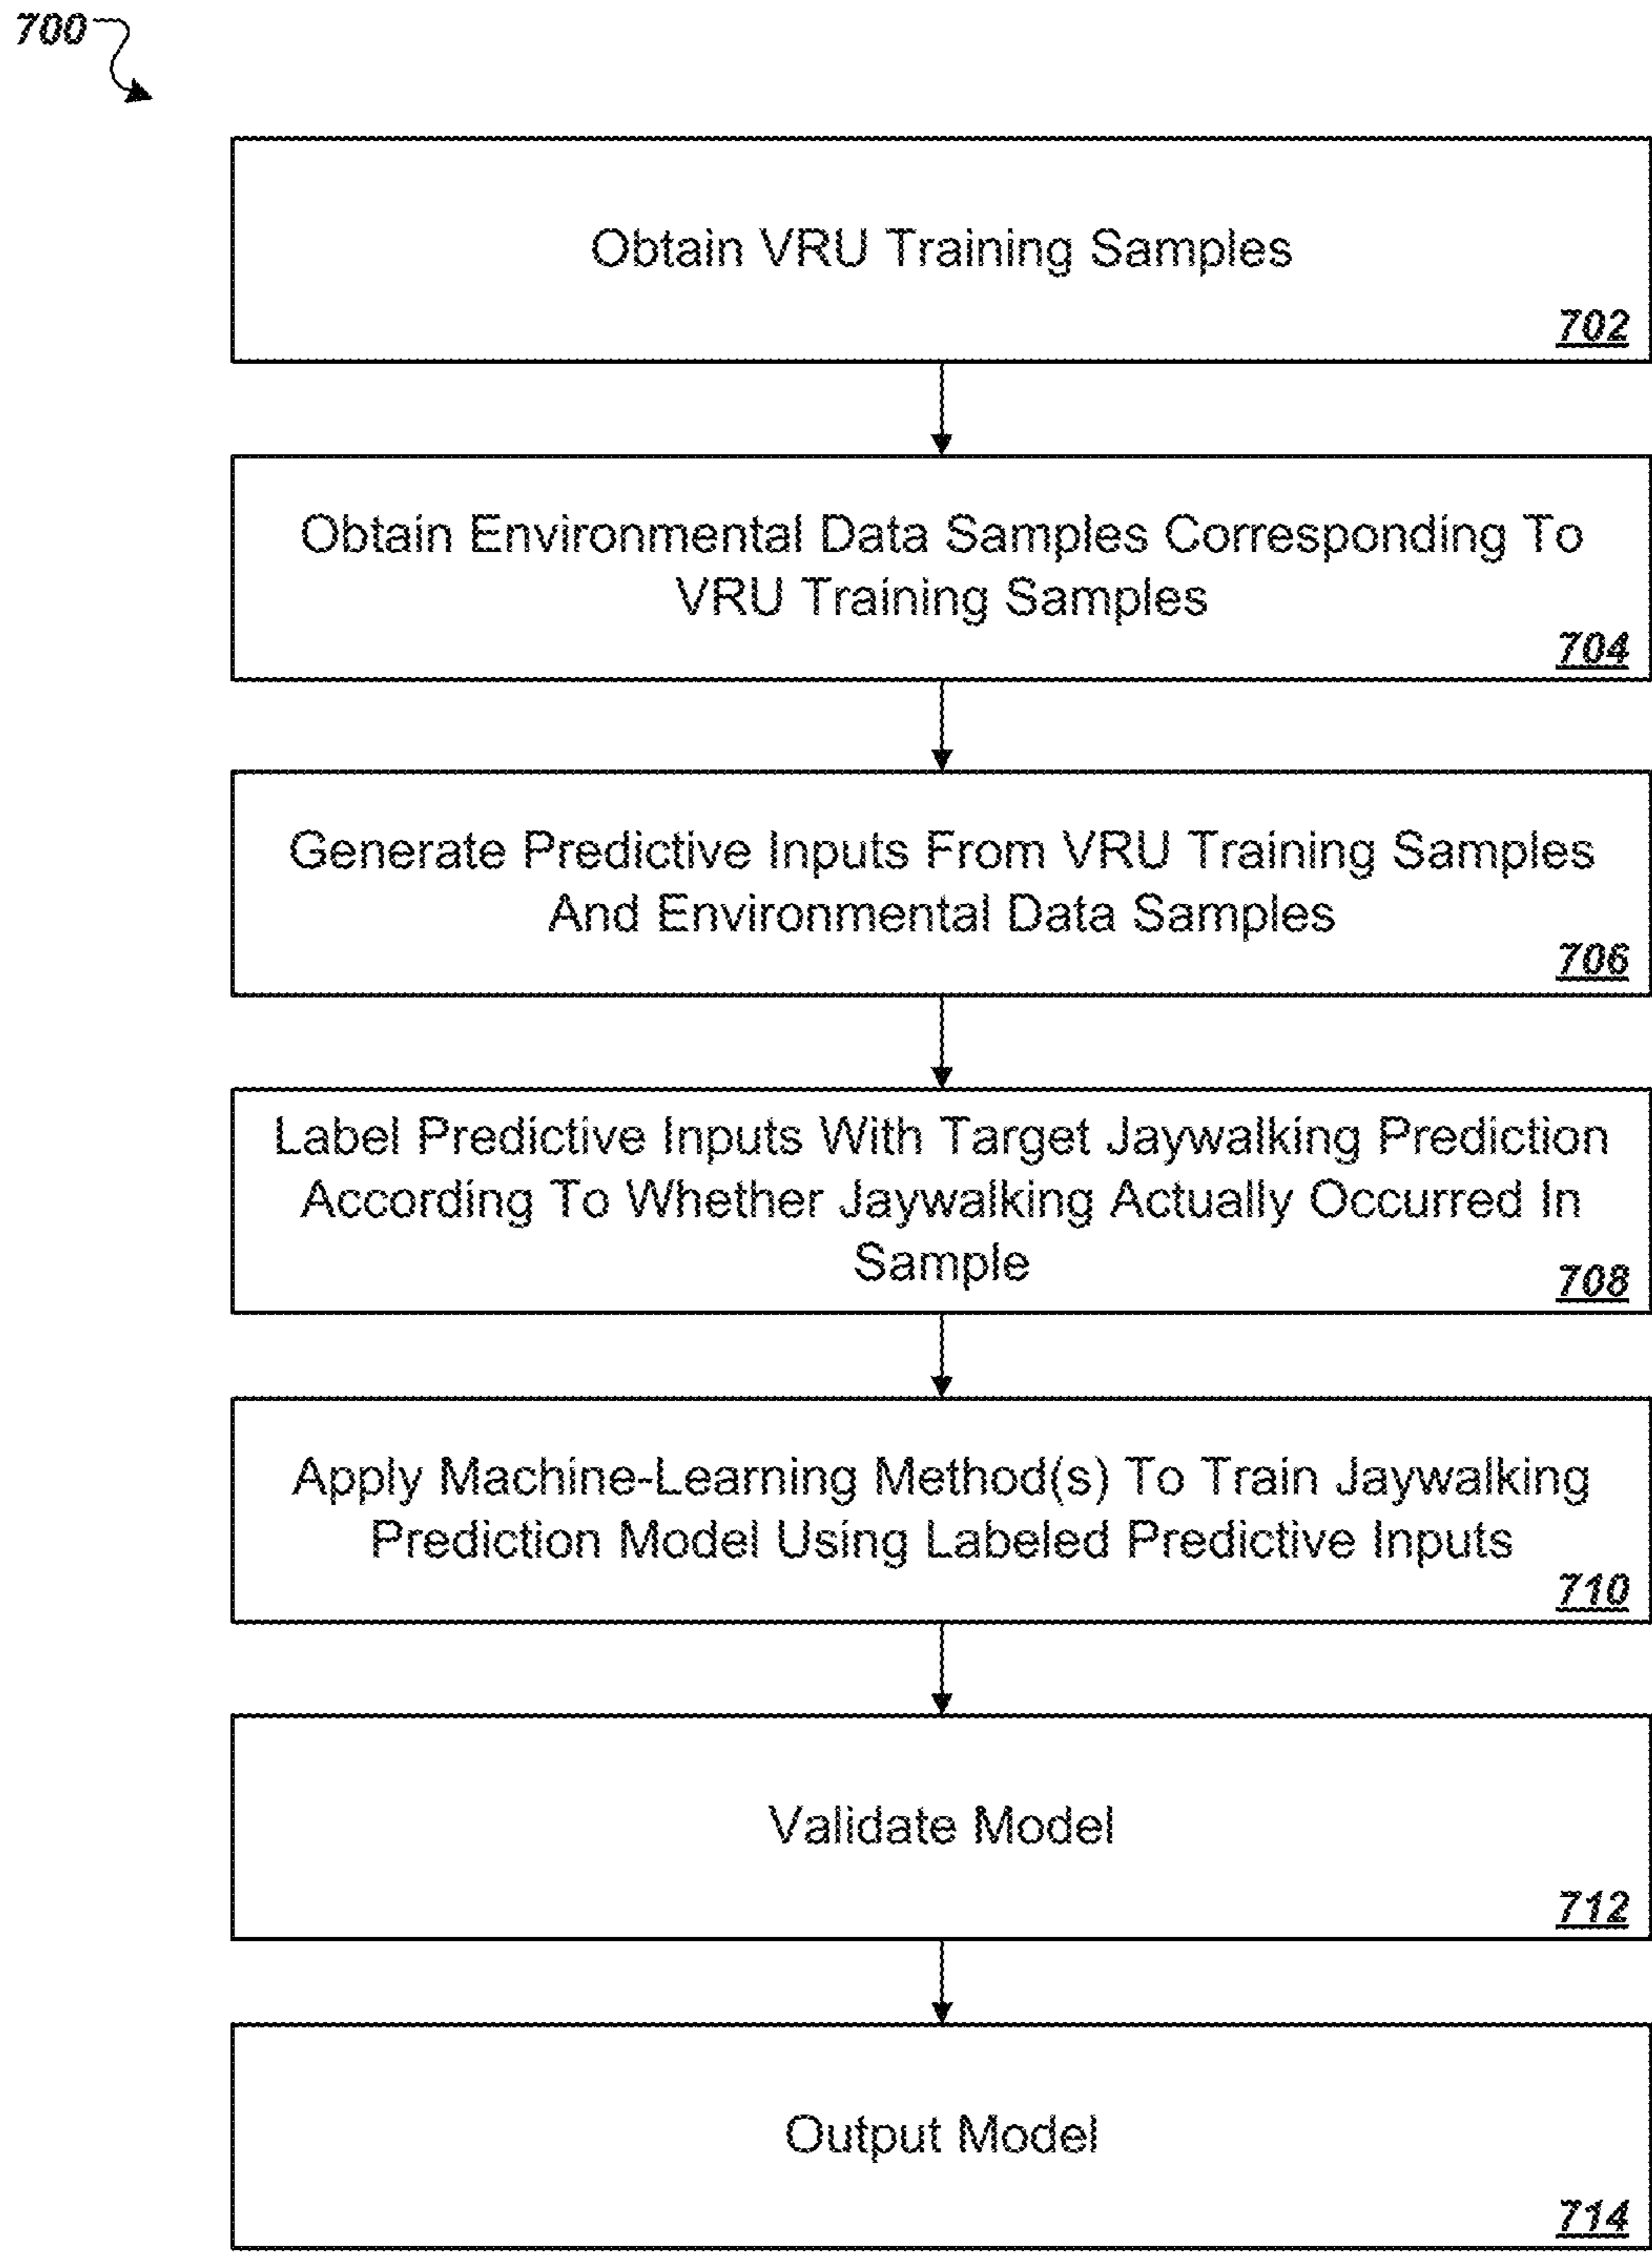 700
Obtain VRU Training Samples
702
Obtain Environmental Data Samples Corresponding To
VRU Training Samples
704
Generate Predictive Inputs From VRU Training Samples
And Environmental Data Samples
706
Label Predictive Inputs With Target Jaywalking Prediction
According To Whether Jaywalking Actually Occurred In
Sample
708
Apply Machine-Learning Method(s) To Train Jaywalking
Prediction Model Using Labeled Predictive Inputs
710
Validate Model
712
Output Model
714